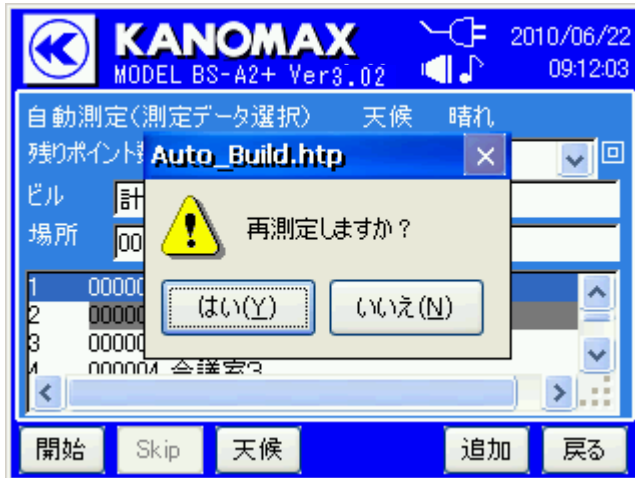 KANOMAX
2010/06/22
MODEL BS-A2+ Ver3.02
09:12:03
自動測定(測定データ選択) 天候 晴れ
残りポイント
回
Auto_Build.htp
ビル 計
再測定しますか?
場所 00
はい(Y) いいえ(N)
1 00000
2 00000
3 00000
4 000004 会議室3
開始 Skip 天候 追加 戻る